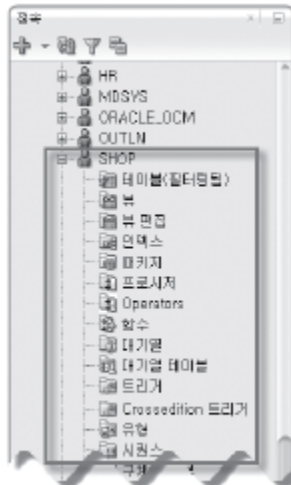 접속
HR
MDSYS
ORACLE_OCM
OUTLN
SHOP
테이블(필터링됨)
뷰
뷰 편집
인덱스
패키지
프로시저
Operators
함수
대기열
대기열 테이블
트리거
Crossedition 트리거
유형
시퀀스